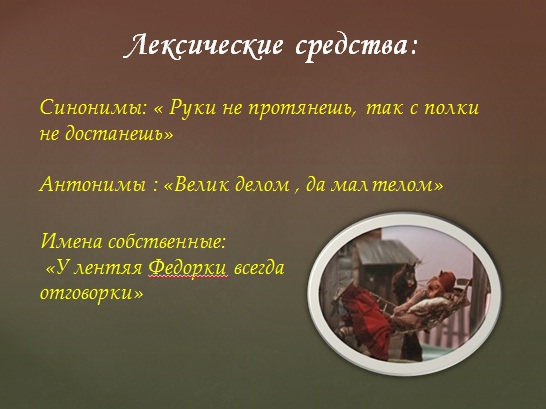 Лексические средства:
Синонимы: « Руки не протянешь, так с полки
не достанешь»
Антонимы : «Велик делом , да мал телом»
Имена собственные:
«У лентяя Федорки всегда
отговорки»